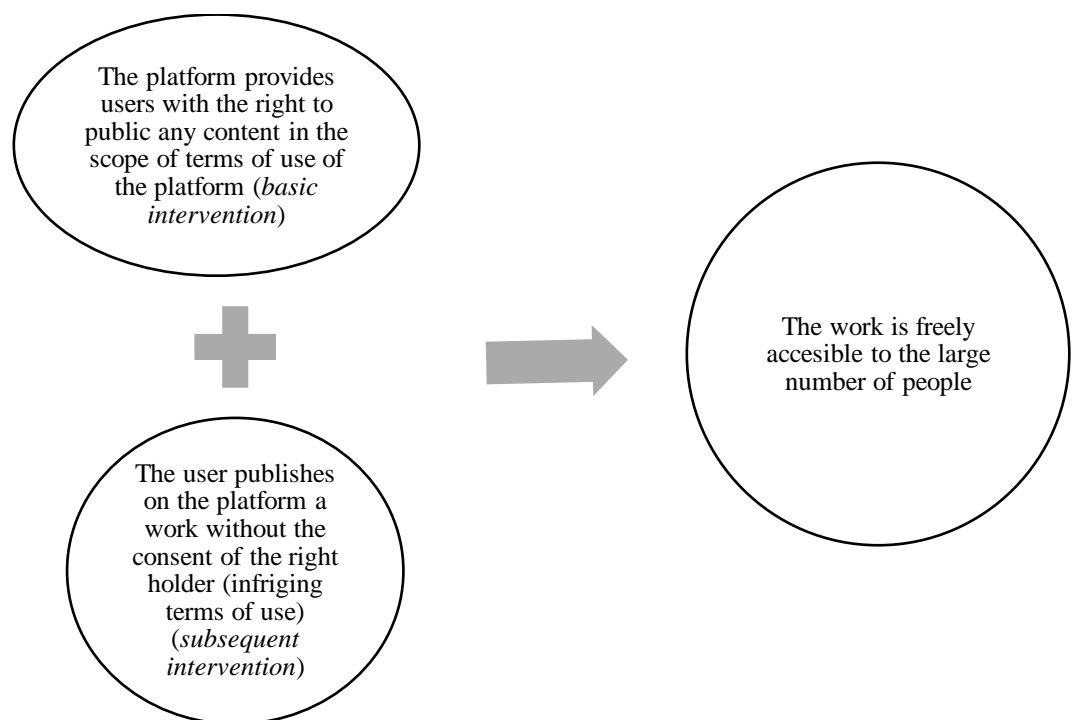 The platform provides
users with the right to
public any content in the
scope of terms of use of
the platform (basic
intervention)
The user publishes
on the platform a
work without the
consent of the right
holder (infriging
terms of use)
(subsequent
intervention)
The work is freely
accesible to the large
number of people